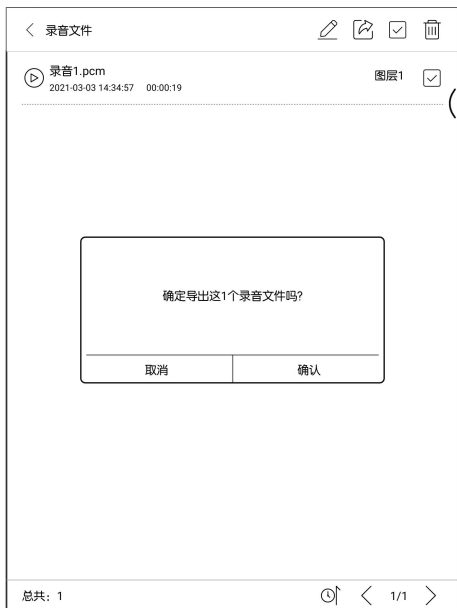 录音文件
录音1.pcm
图层1
2021-03-03 14:34:57 00:00:19
确定导出这1个录音文件吗?
取消 确认
总共: 1
1/1